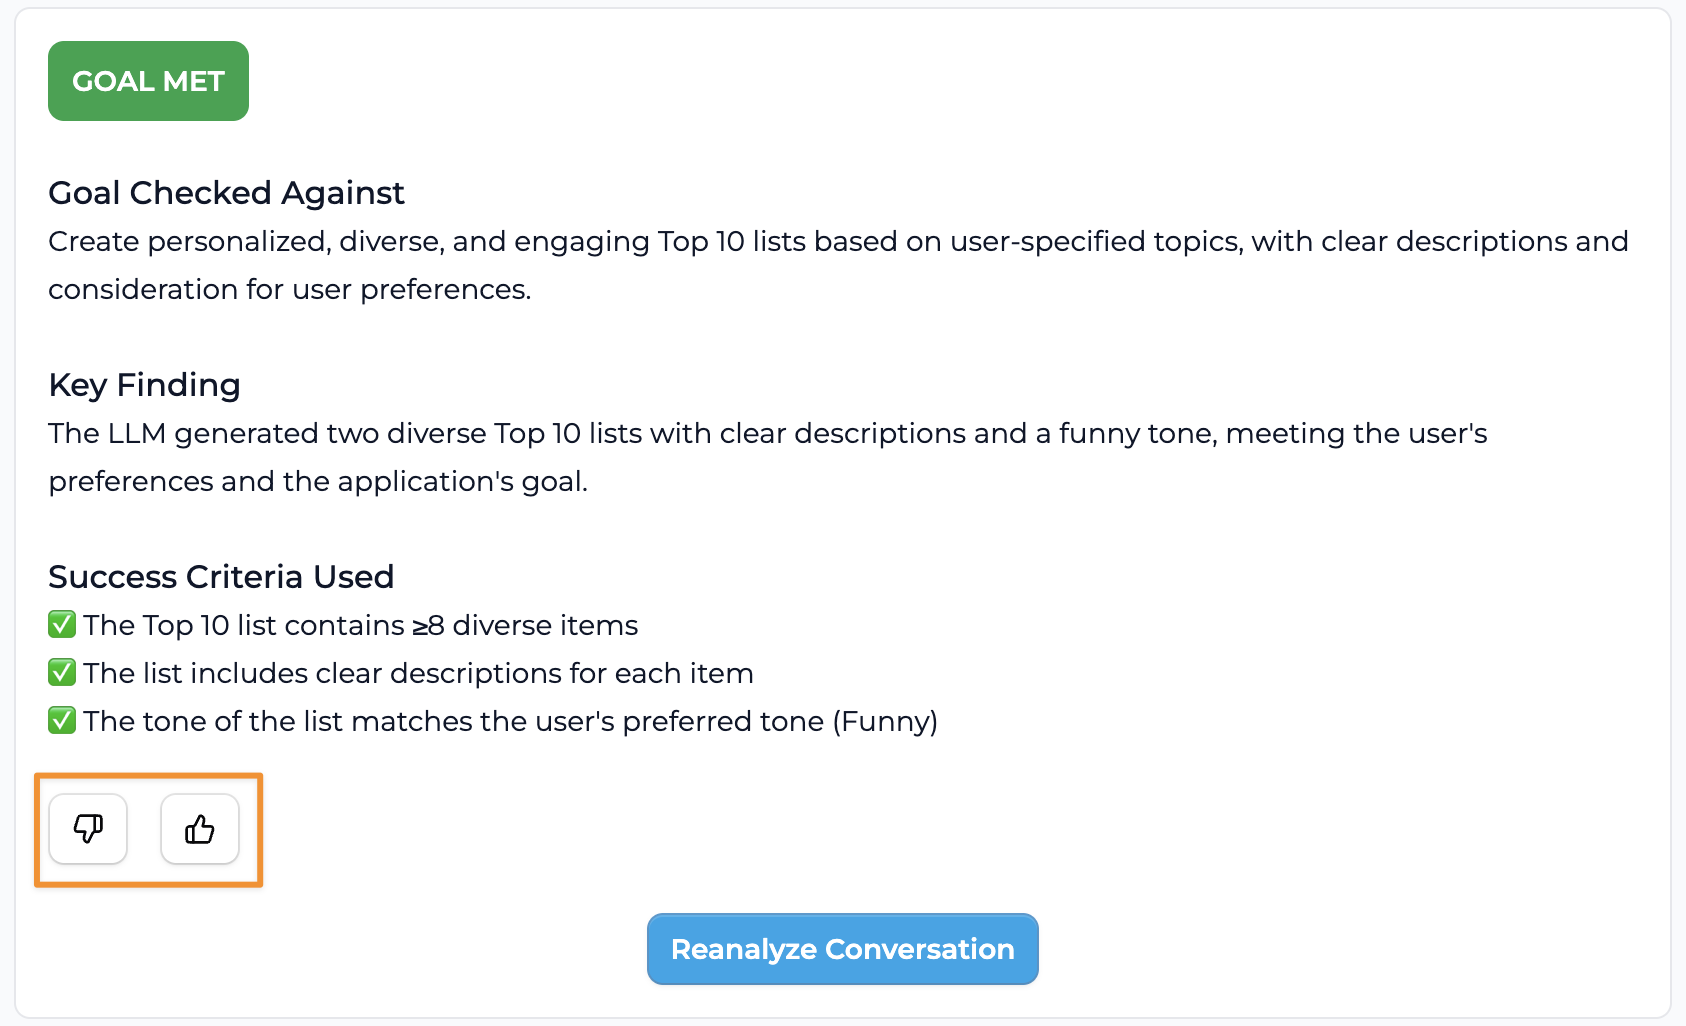 GOAL MET
Goal Checked Against
Create personalized, diverse, and engaging Top 10 lists based on user-specified topics, with clear descriptions and
consideration for user preferences.
Key Finding
The LLM generated two diverse Top 10 lists with clear descriptions and a funny tone, meeting the user's
preferences and the application's goal.
Success Criteria Used
✅ The Top 10 list contains ≥8 diverse items
✅ The list includes clear descriptions for each item
✅ The tone of the list matches the user's preferred tone (Funny)
Reanalyze Conversation